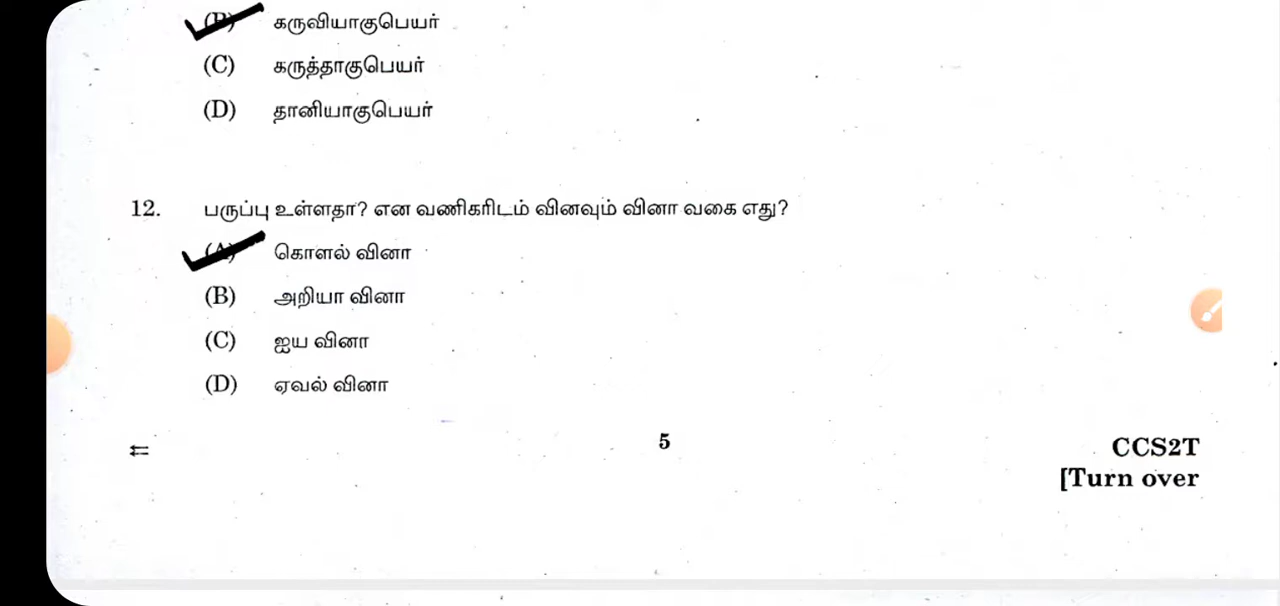 (B) கருவியாகுபெயர்
(C) கருத்தாகுபெயர்
(D) தானியாகுபெயர்
12. பருப்பு உள்ளதா? என வணிகரிடம் வினவும் வினா வகை எது?
(A) கொளல் வினா
(B) அறியா வினா
(C) ஐய வினா
(D) ஏவல் வினா
5
CCS2T
[Turn over